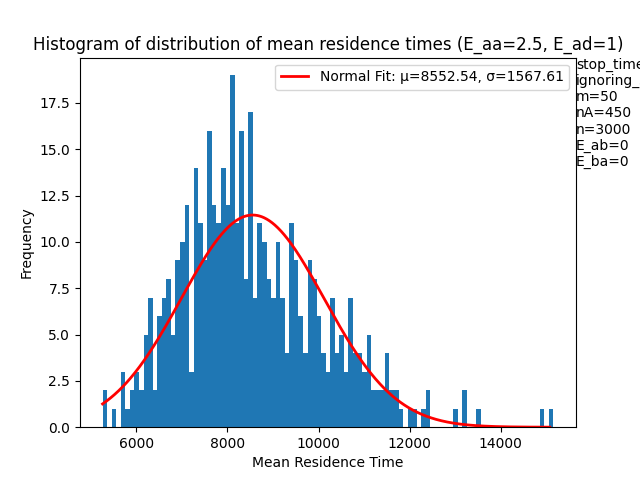 Histogram of distribution of mean residence times (E_aa=2.5, E_ad=1)
Normal Fit: μ=8552.54, σ=1567.61
stop_time
ignoring_
m=50
nA=450
n=3000
E_ab=0
E_ba=0
Frequency
17.5
15.0
12.5
10.0
7.5
5.0
2.5
0.0
6000
8000
10000
12000
14000
Mean Residence Time